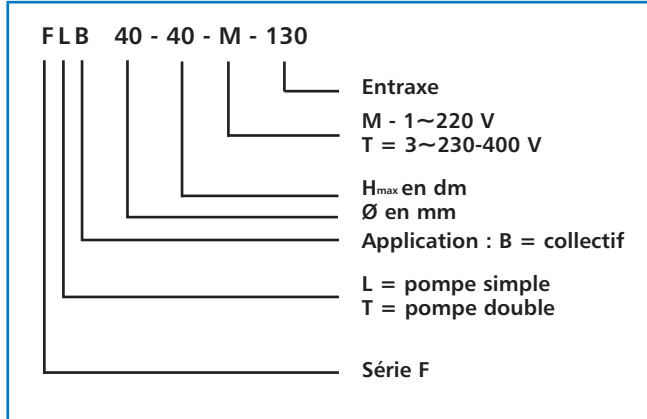 F L B 40 - 40 - M - 130
Entraxe
M - 1~220 V
T = 3~230-400 V
Hmax en dm
Ø en mm
Application : B = collectif
L = pompe simple
T = pompe double
Série F